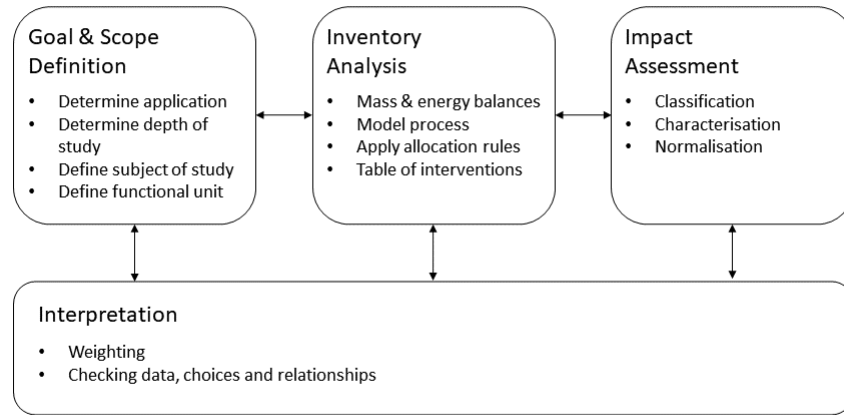 Goal & Scope
Definition
• Determine application
• Determine depth of
study
• Define subject of study
• Define functional unit
Inventory
Analysis
• Mass & energy balances
• Model process
• Apply allocation rules
• Table of interventions
Impact
Assessment
• Classification
• Characterisation
• Normalisation
Interpretation
• Weighting
• Checking data, choices and relationships